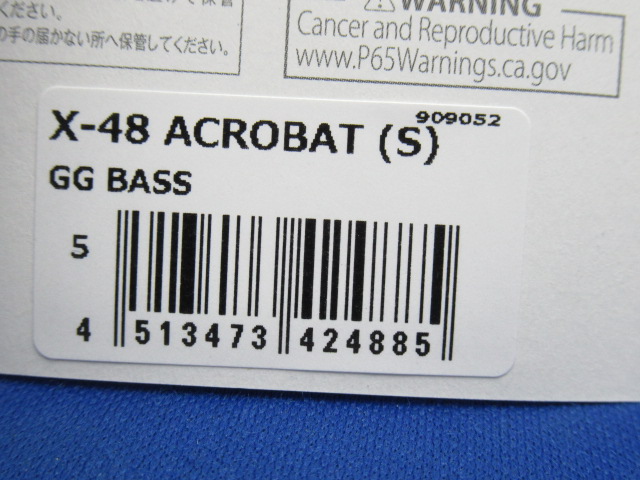 ください。
の手の届かない所へ保管してください。
⚠WARNING
Cancer and Reproductive Harm
www.P65Warnings.ca.gov
909052
X-48 ACROBAT (S)
GG BASS
5
4 513473 424885